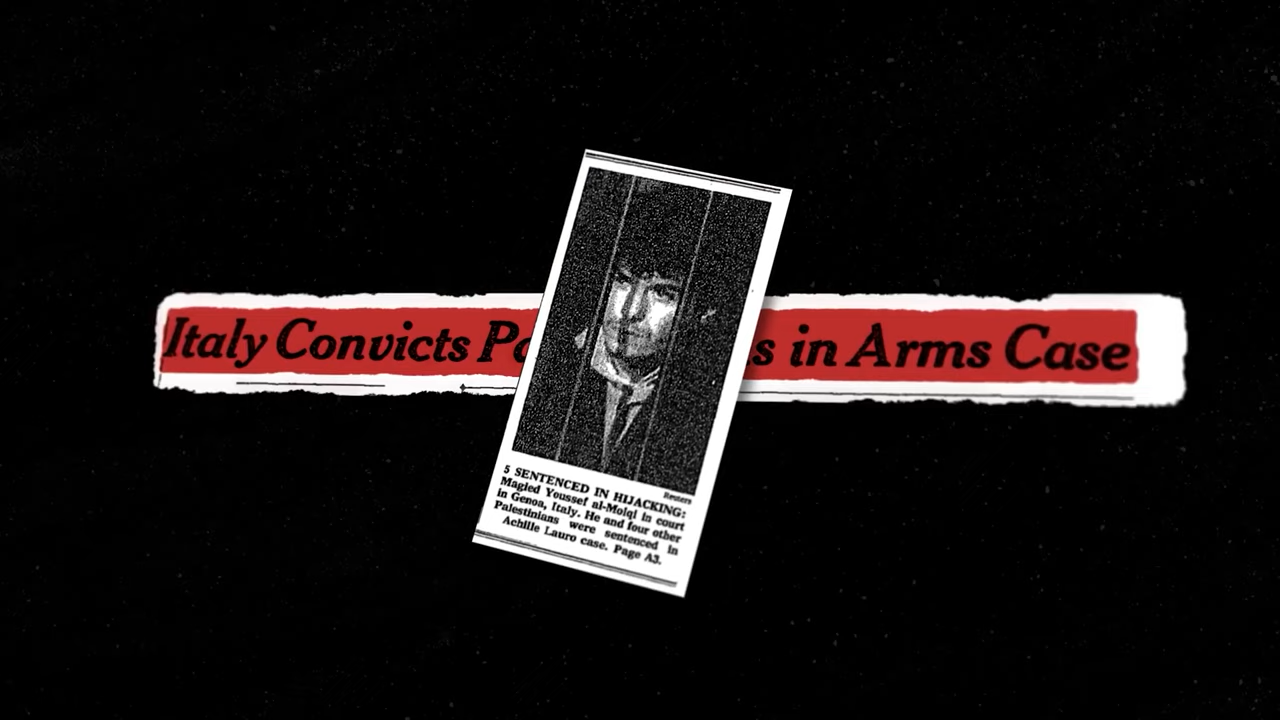 Italy Convicts
s in Arms Case
Reuters
5 SENTENCED IN HIJACKING:
Magied Youssef al-Molqi in court
in Genoa, Italy. He and four other
Palestinians were sentenced in
Achille Lauro case. Page A3.